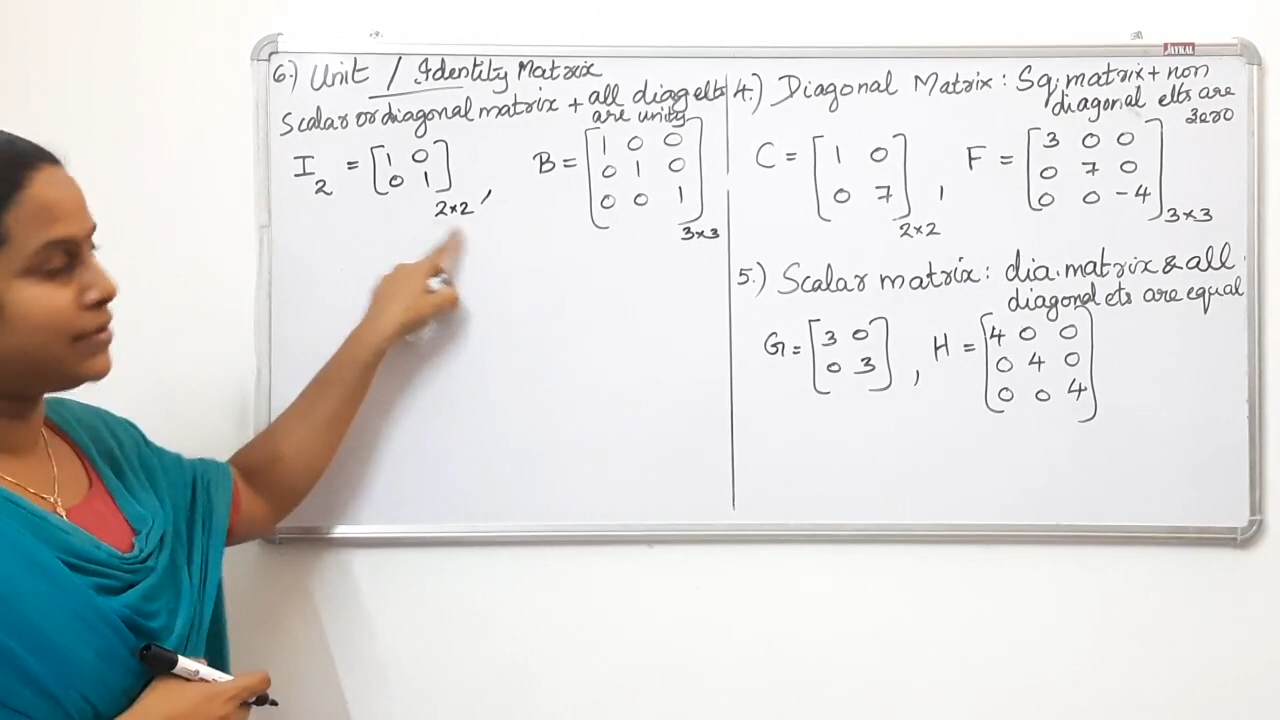 6.) Unit / Identity Matrix
Scalar or diagonal matrix + all diag elts
are unity
I₂ = [1 0
0 1] 2×2 ,
B = [1 0 0
0 1 0
0 0 1] 3×3
4.) Diagonal Matrix : Sq. matrix + non
diagonal elts are
zero
C = [1 0
0 7] 2×2 ,
F = [3 0 0
0 7 0
0 0 -4] 3×3
5.) Scalar matrix : dia. matrix & all
diagonal ets are equal
G = [3 0
0 3] ,
H = [4 0 0
0 4 0
0 0 4]
JAYKAL